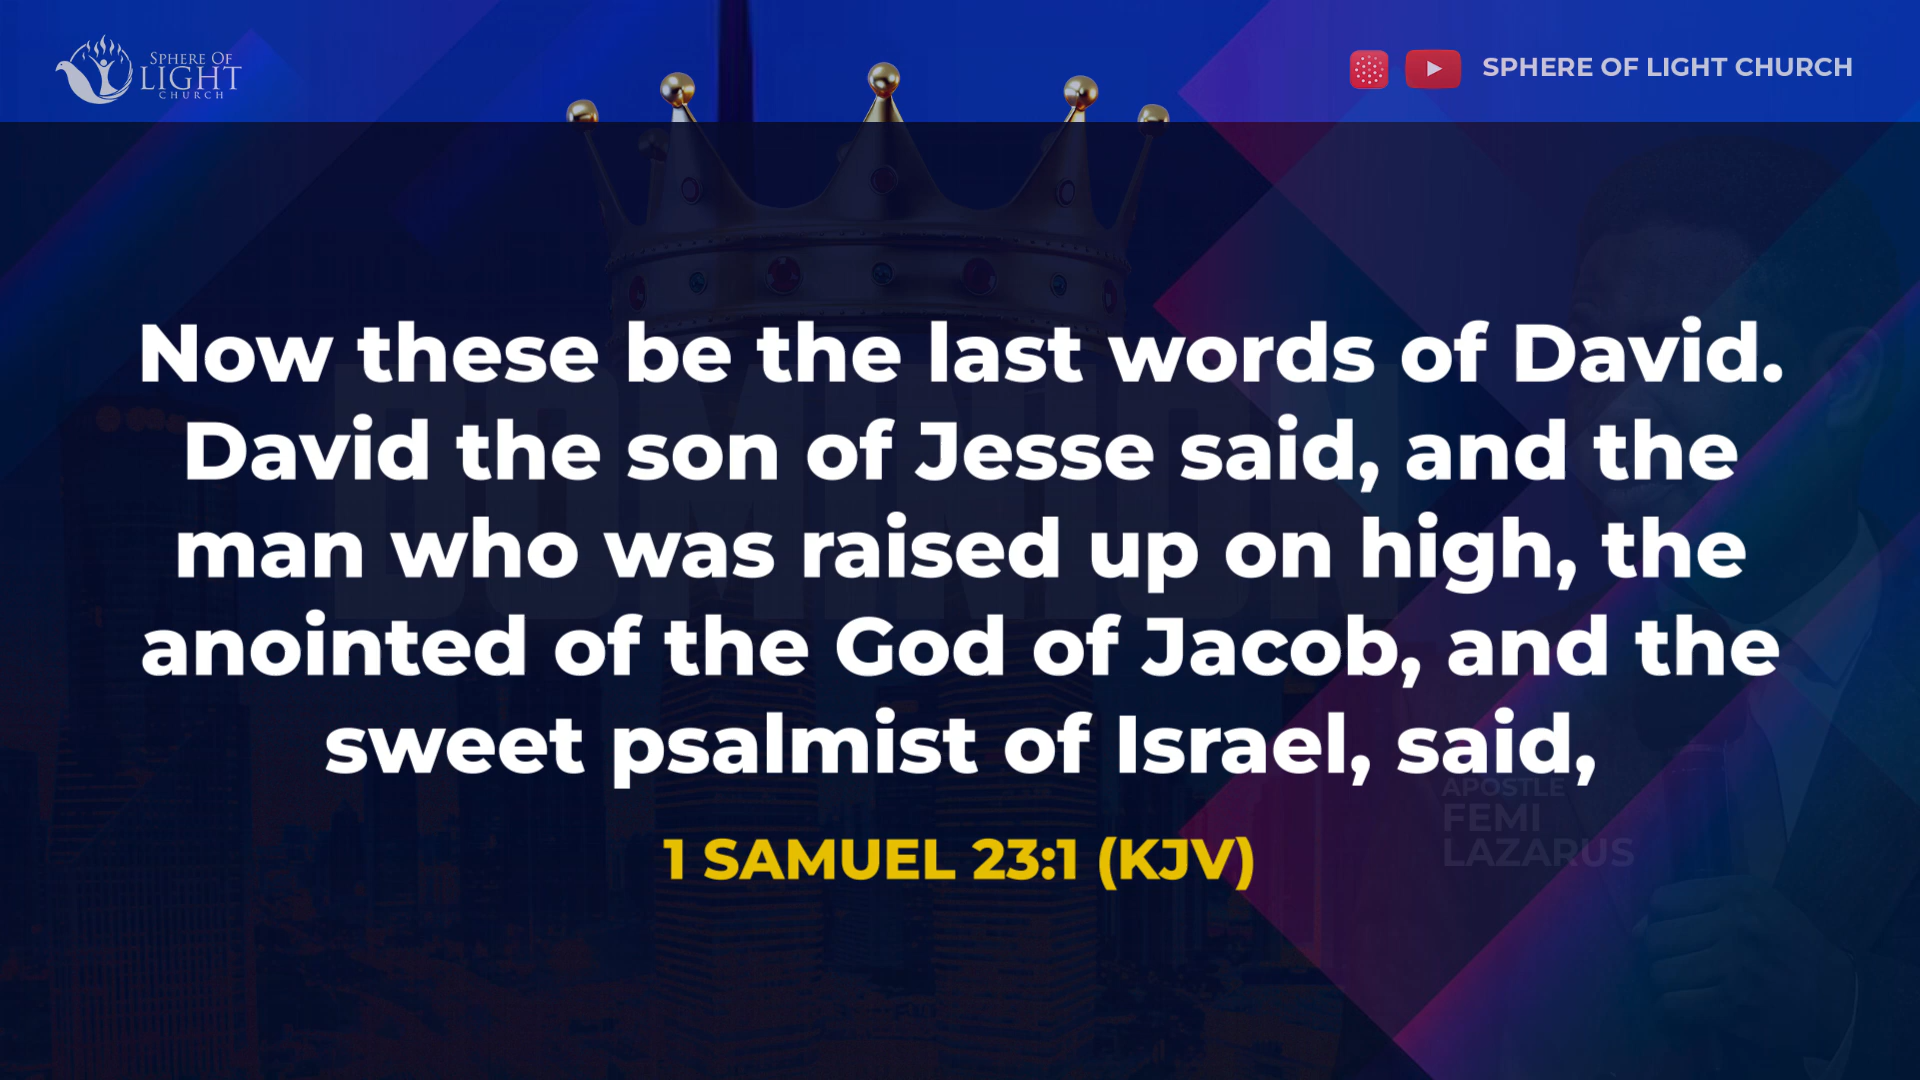 SPHERE OF
LIGHT
CHURCH
SPHERE OF LIGHT CHURCH
DOMINION
Now these be the last words of David.
David the son of Jesse said, and the
man who was raised up on high, the
anointed of the God of Jacob, and the
sweet psalmist of Israel, said,
APOSTLE
FEMI
LAZARUS
1 SAMUEL 23:1 (KJV)